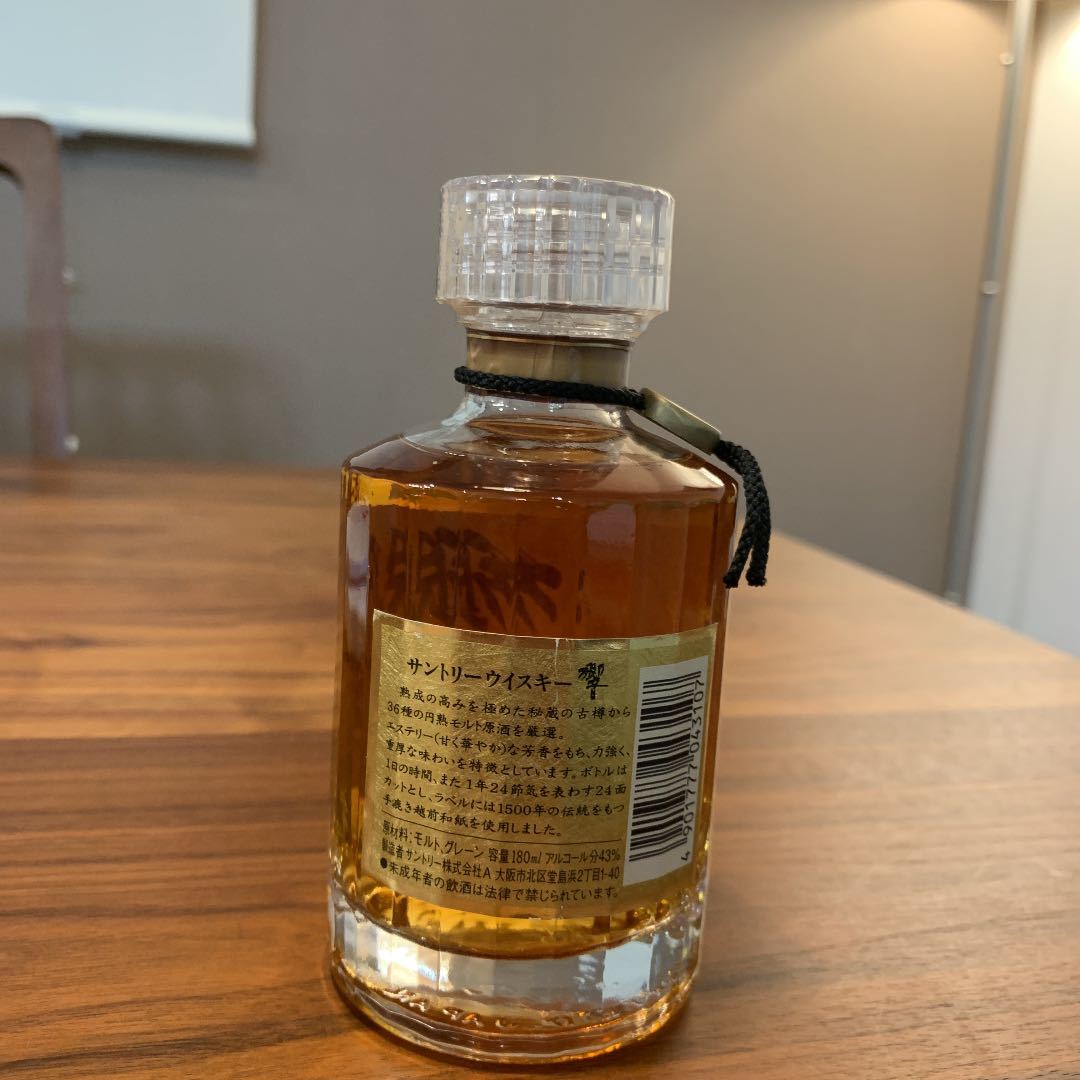 サントリーウイスキー 響
熟成の高みを極めた秘蔵の古樽から
36種の円熟モルト原酒を厳選。
エステリー(甘く華やか)な芳香をもち、力強く、
重厚な味わいを特徴としています。ボトルは
1日の時間、また1年24節気を表わす24面
カットとし、ラベルには1500年の伝統をもつ
手漉き越前和紙を使用しました。
原材料:モルト、グレーン 容量180ml アルコール分43%
製造者サントリー株式会社A 大阪市北区堂島浜2丁目1-40
●未成年者の飲酒は法律で禁じられています。
4901777043107